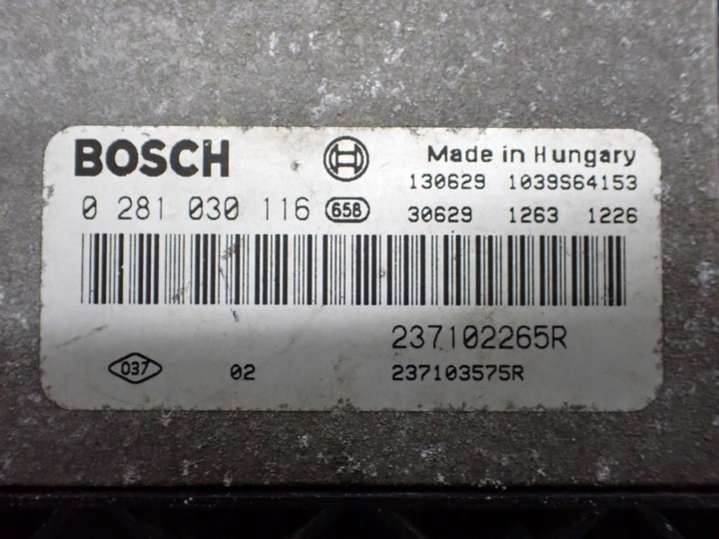 BOSCH
Made in Hungary
130629 1039S64153
0 281 030 116 658
30629 1263 1226
237102265R
037 02 237103575R